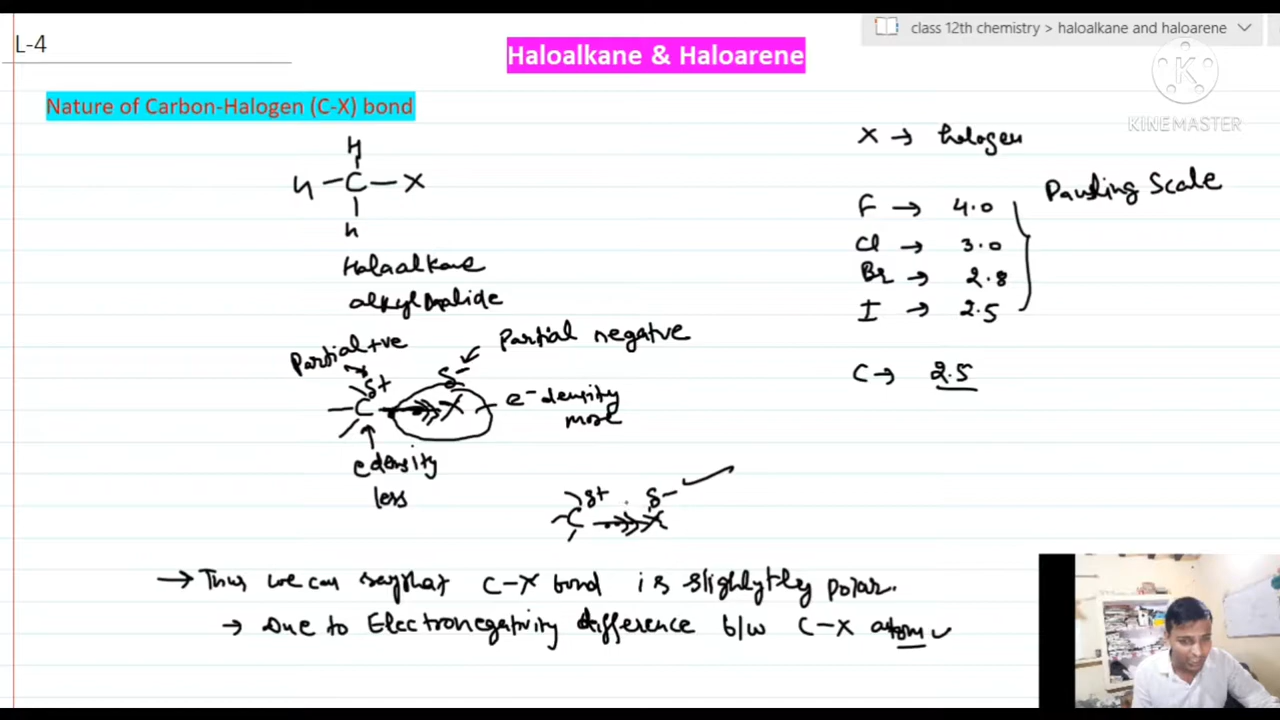 L-4
class 12th chemistry > haloalkane and haloarene
Haloalkane & Haloarene
KINEMASTER
Nature of Carbon-Halogen (C-X) bond
H
H - C - X
H
Haloalkane
alkyl halide
X → halogen
Pauling Scale
F → 4.0
Cl → 3.0
Br → 2.8
I → 2.5
C → 2.5
Partial +ve
Partial negatve
δ+ δ-
C X
e- density
more
e density
less
δ+ δ-
C X
→ Thus we can say that C-X bond is slighytly polar.
→ Due to Electronegativity difference b/w C-X atom